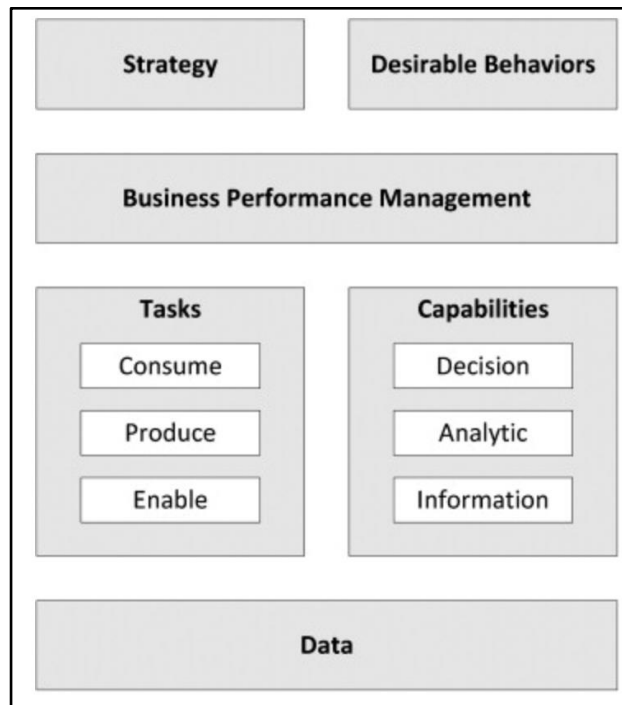 Strategy
Desirable Behaviors
Business Performance Management
Tasks
Consume
Produce
Enable
Capabilities
Decision
Analytic
Information
Data